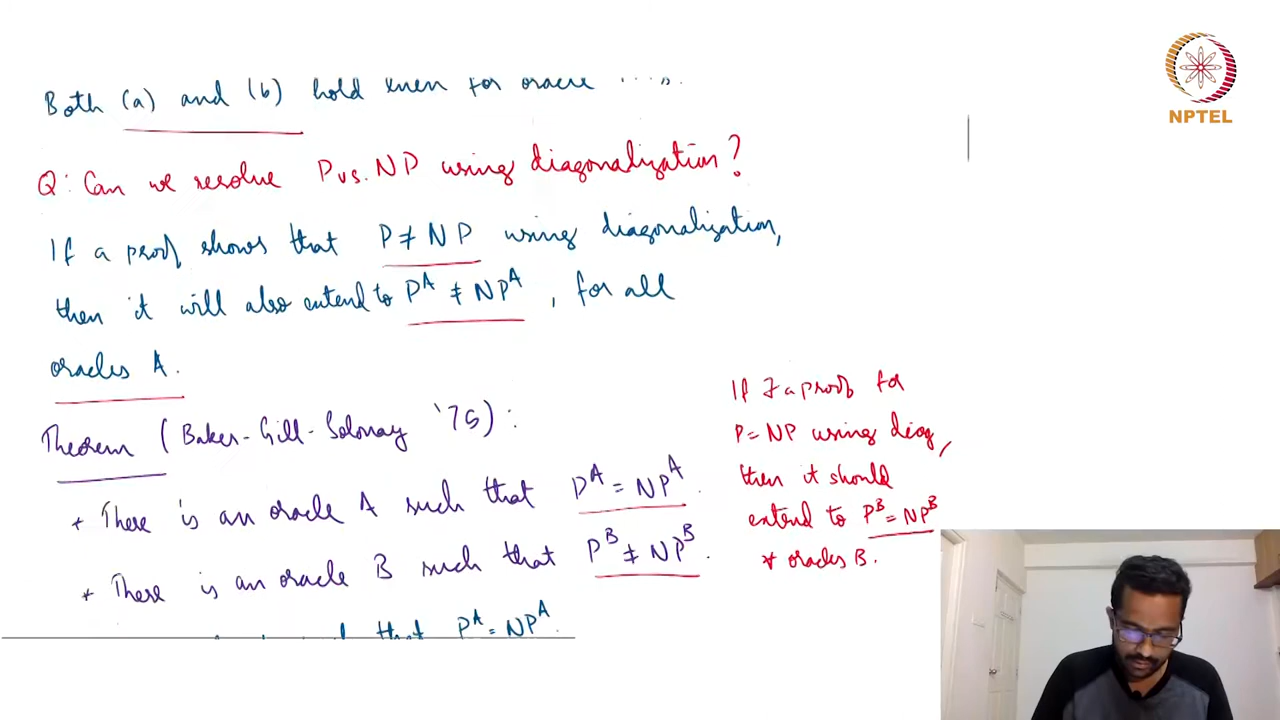 Both (a) and (b) hold even for oracle ....
Q: Can we resolve P vs. NP using diagonalization?
If a proof shows that P ≠ NP using diagonalization,
then it will also extend to P^A ≠ NP^A, for all
oracles A.
Theorem (Baker-Gill-Solovay '75):
* There is an oracle A such that P^A = NP^A.
* There is an oracle B such that P^B ≠ NP^B.
that P^A = NP^A.
If ∃ a proof for
P = NP using diag,
then it should
extend to P^B = NP^B
∀ oracles B.
NPTEL